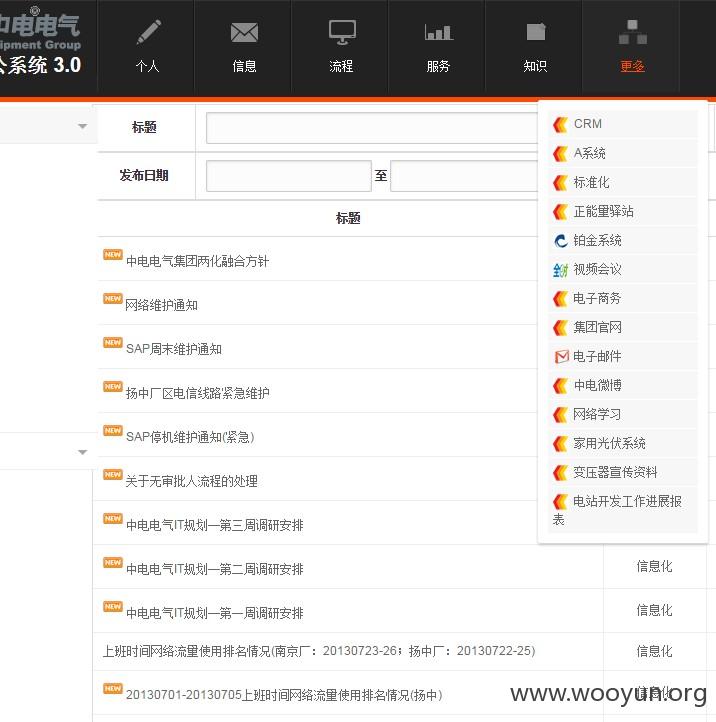 中电电气
ipment Group
公系统 3.0
个人
信息
流程
服务
知识
更多
CRM
A系统
标准化
正能量驿站
铂金系统
视频会议
电子商务
集团官网
电子邮件
中电微博
网络学习
家用光伏系统
变压器宣传资料
电站开发工作进展报
表
标题
发布日期
至
标题
NEW 中电电气集团两化融合方针
NEW 网络维护通知
NEW SAP周末维护通知
NEW 扬中厂区电信线路紧急维护
NEW SAP停机维护通知(紧急)
NEW 关于无审批人流程的处理
NEW 中电电气IT规划—第三周调研安排
NEW 中电电气IT规划—第二周调研安排 信息化
NEW 中电电气IT规划—第一周调研安排 信息化
上班时间网络流量使用排名情况(南京厂：20130723-26；扬中厂：20130722-25) 信息化
NEW 20130701-20130705上班时间网络流量使用排名情况(扬中) 信息化
www.wooyun.org